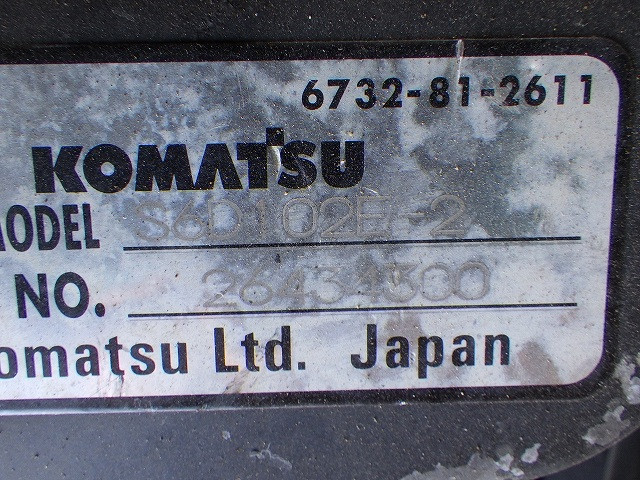 6732-81-2611
KOMATSU
MODEL S6D102E-2
NO. 26434300
Komatsu Ltd. Japan